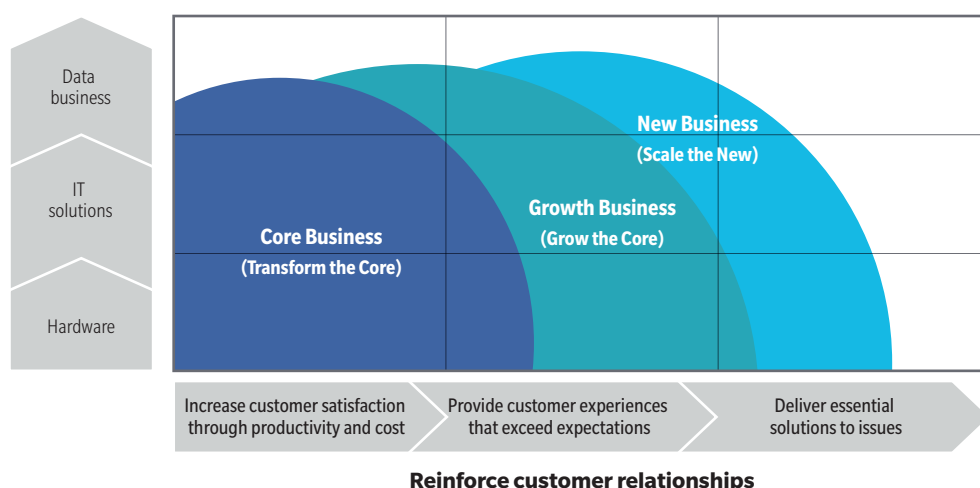 Data
business
IT
solutions
Hardware
New Business
(Scale the New)
Growth Business
(Grow the Core)
Core Business
(Transform the Core)
Increase customer satisfaction
through productivity and cost
Provide customer experiences
that exceed expectations
Deliver essential
solutions to issues
Reinforce customer relationships